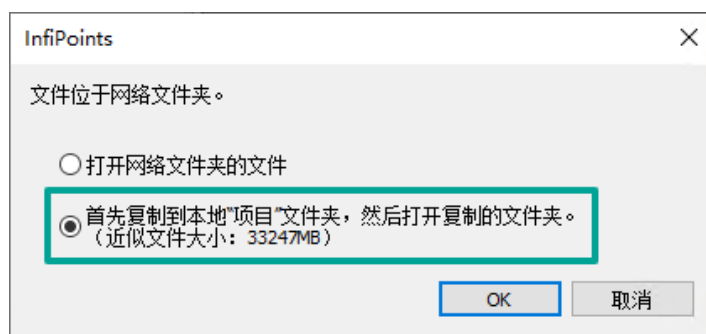 InfiPoints
文件位于网络文件夹。
打开网络文件夹的文件
首先复制到本地"项目"文件夹，然后打开复制的文件夹。
（近似文件大小：33247MB）
OK
取消